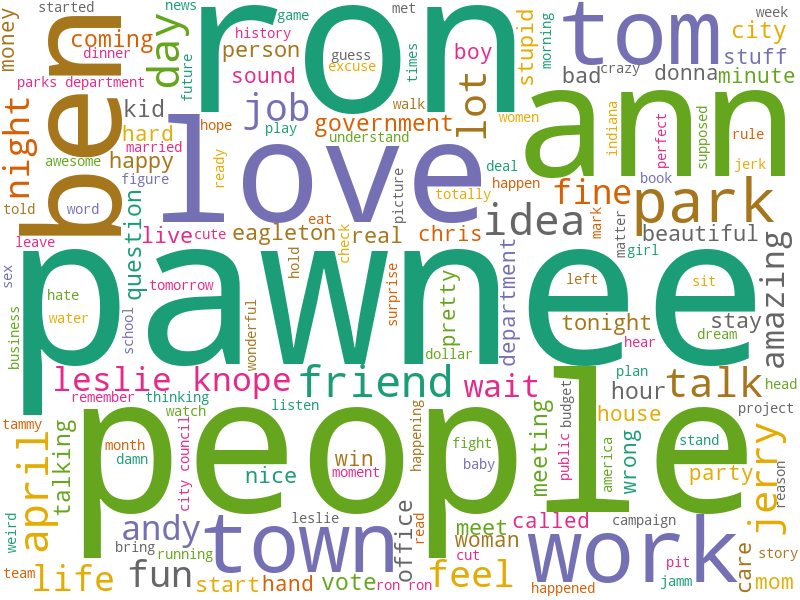 money
started
news
game
met
week
coming
dinner
day
history
person
guess
excuse
times
boy
stupid
morning
tom
city
stuff
parks department
ben
future
sound
ron
bad
crazy
donna
minute
kid
job
lot
ann
night
hard
hope
play
walk
government
understand
women
indiana
perfect
supposed
rule
awesome
married
happy
figure
ready
love
deal
happen
fine
book
jerk
park
told
word
picture
totally
idea
mark
matter
beautiful
leave
question
live
cute
eat
eagleton
real
check
chris
girl
amazing
sex
hate
water
business
tomorrow
school
wonderful
hold
surprise
pretty
dollar
department
left
sit
tonight
stay
dream
hear
pawnee
leslie knope
friend
wait
plan
hour
talk
head
remember
thinking
watch
listen
budget
house
project
tammy
april
talking
month
damn
city council
people
happening
fight
baby
meeting
public
america
wrong
stand
party
jerry
reason
nice
win
moment
weird
andy
bring
running
town
leslie
office
read
meet
woman
cut
called
campaign
work
pit
jamm
care
story
mom
team
life
fun
start
hand
vote
ron ron
feel
happened